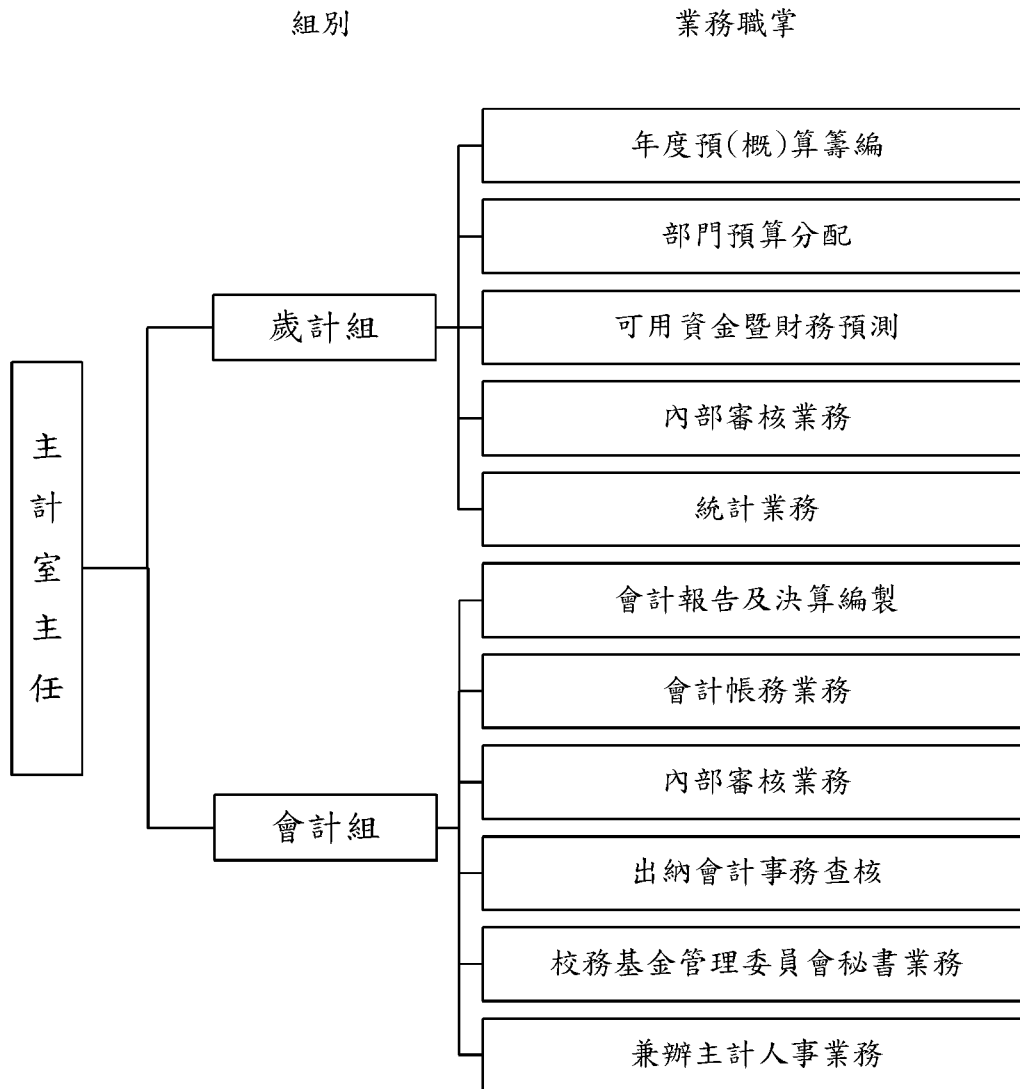 組別
業務職掌
主計室主任
歲計組
年度預(概)算籌編
部門預算分配
可用資金暨財務預測
內部審核業務
統計業務
會計組
會計報告及決算編製
會計帳務業務
內部審核業務
出納會計事務查核
校務基金管理委員會秘書業務
兼辦主計人事業務